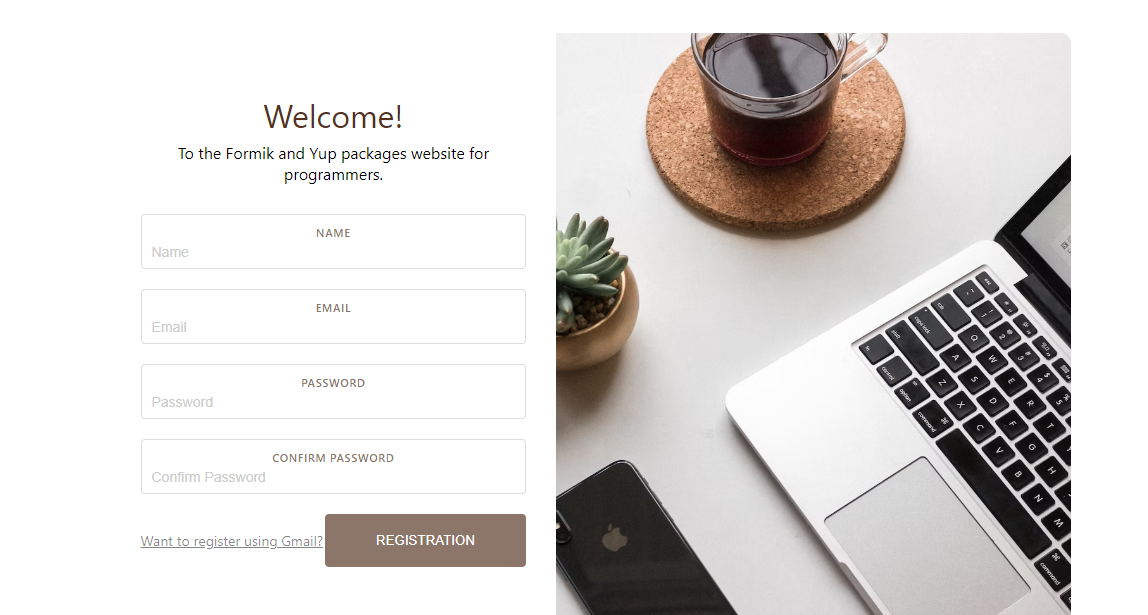 Welcome!
To the Formik and Yup packages website for
programmers.
NAME
Name
EMAIL
Email
PASSWORD
Password
CONFIRM PASSWORD
Confirm Password
Want to register using Gmail? REGISTRATION